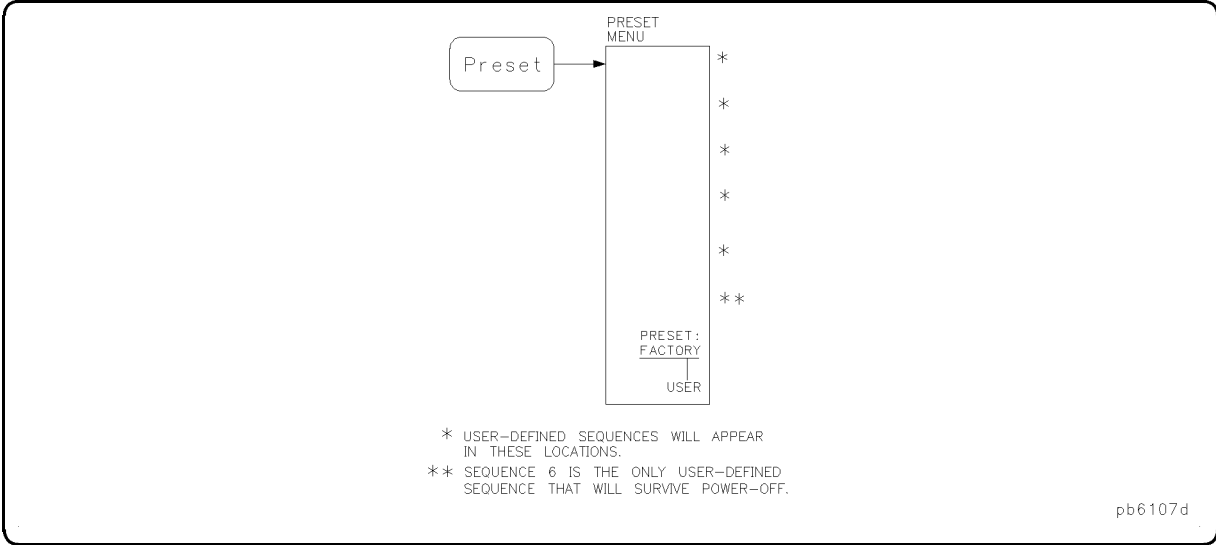 PRESET
MENU
Preset
*
*
*
*
*
**
PRESET:
FACTORY
USER
* USER-DEFINED SEQUENCES WILL APPEAR
IN THESE LOCATIONS.
** SEQUENCE 6 IS THE ONLY USER-DEFINED
SEQUENCE THAT WILL SURVIVE POWER-OFF.
pb6107d